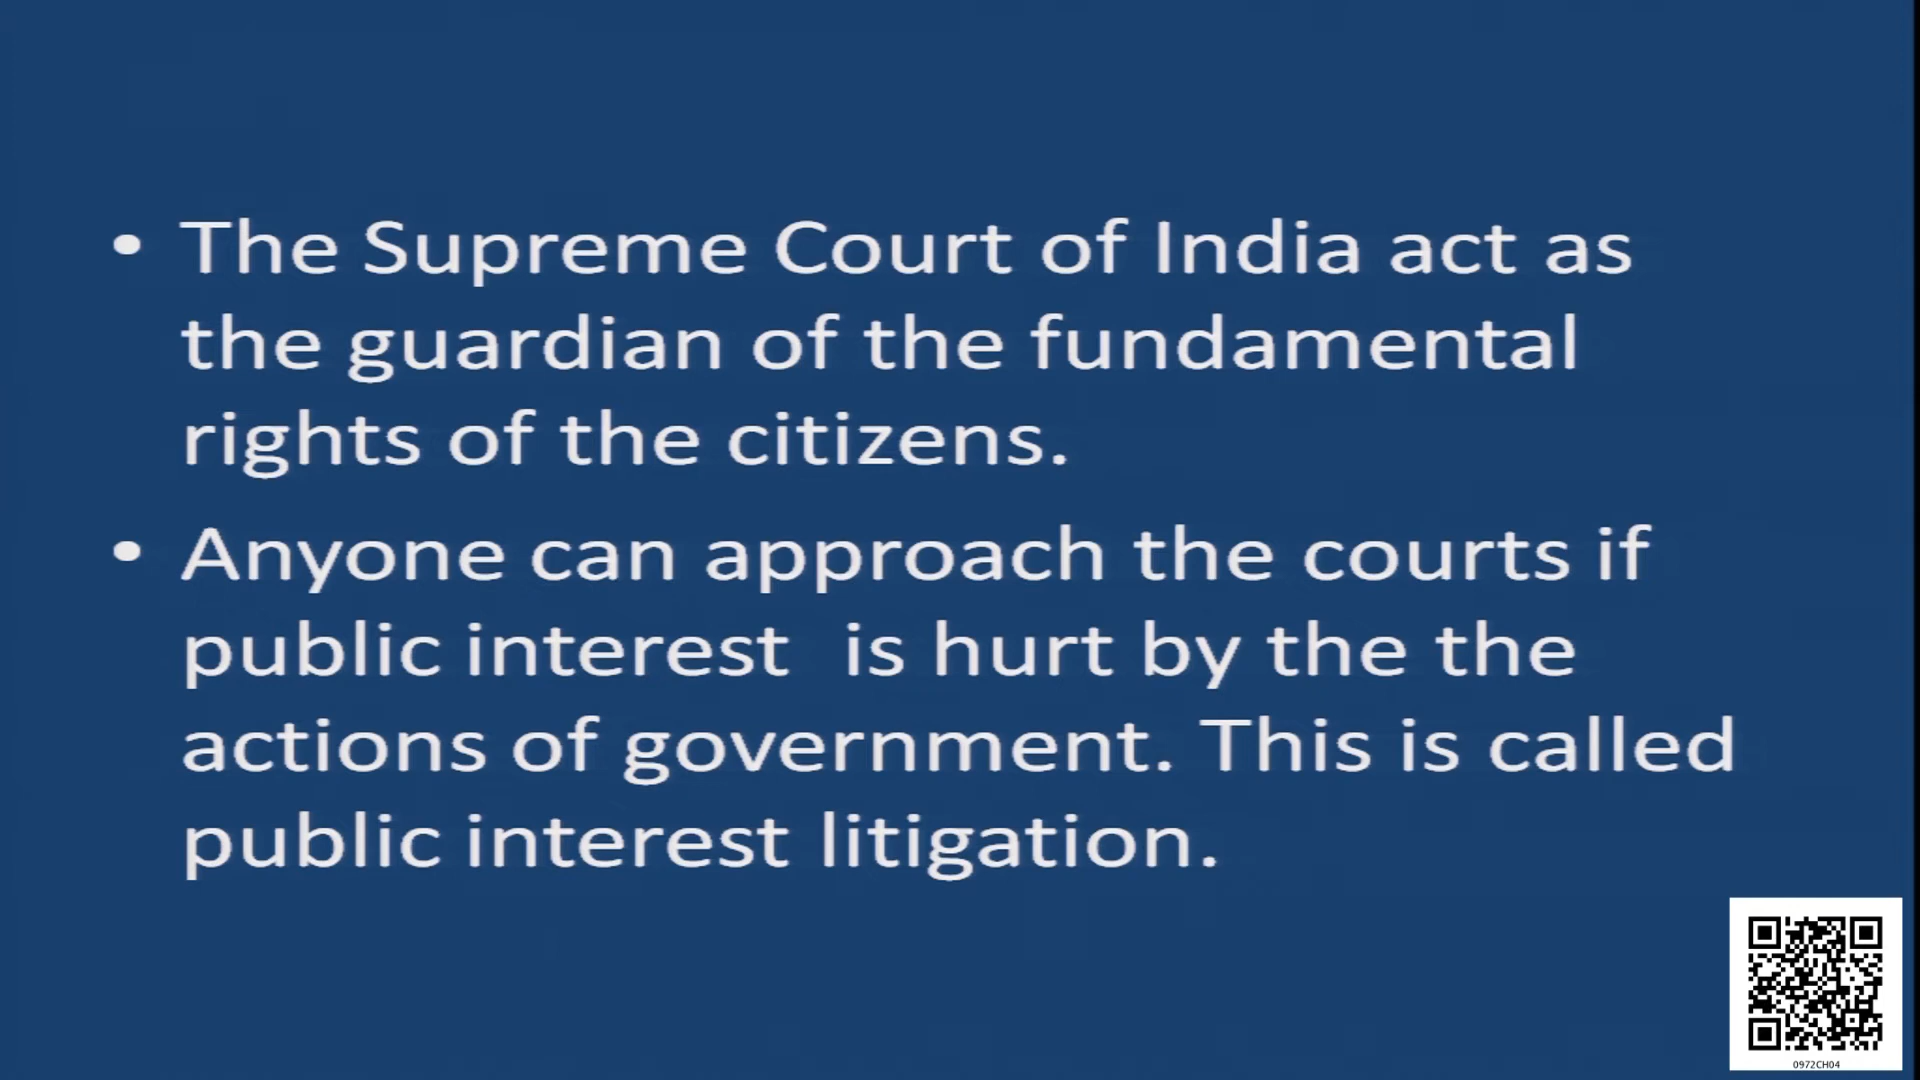 • The Supreme Court of India act as
the guardian of the fundamental
rights of the citizens.
• Anyone can approach the courts if
public interest  is hurt by the the
actions of government. This is called
public interest litigation.
0972CH04